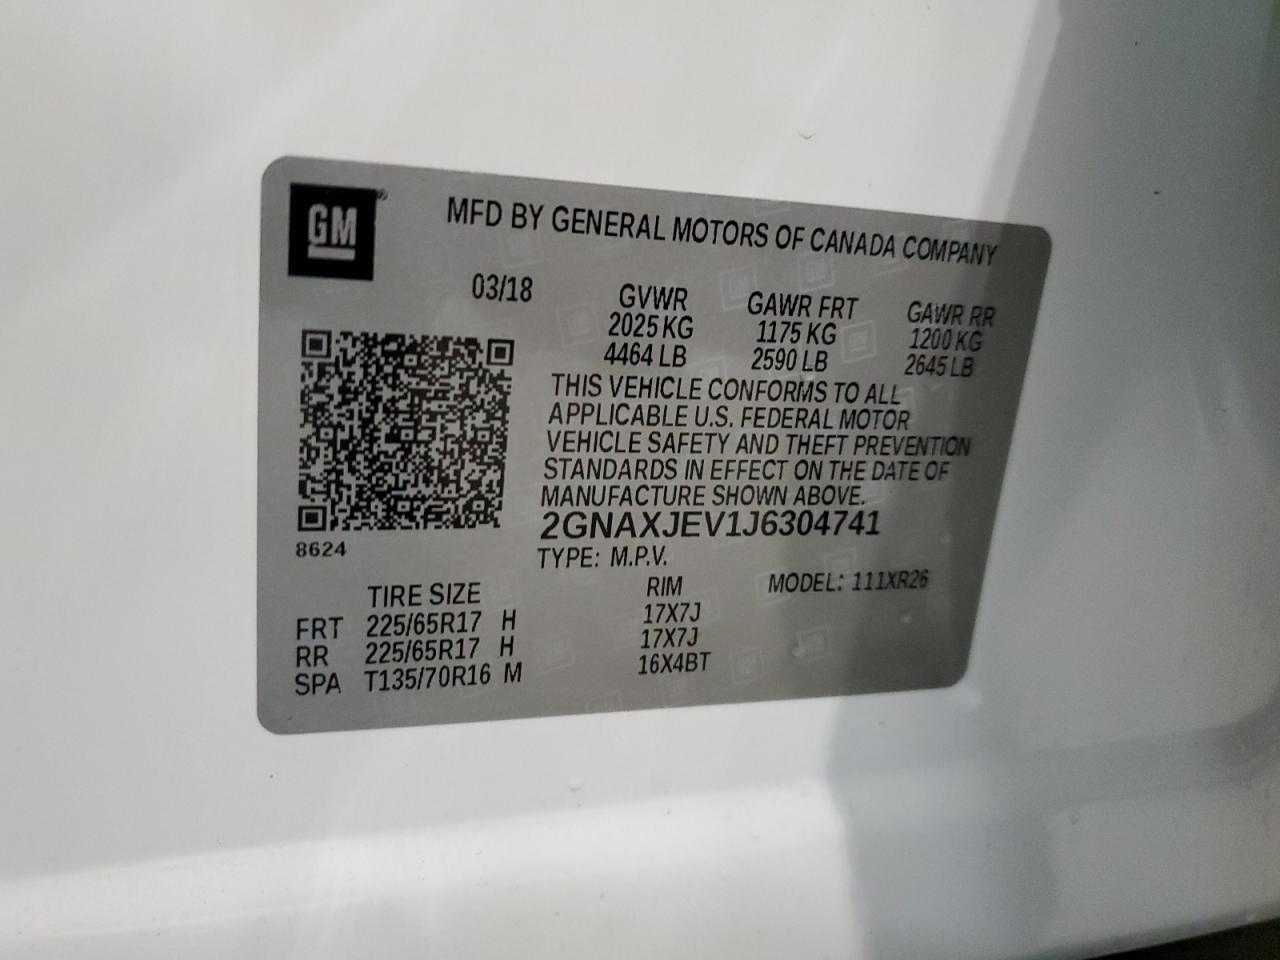 GM
MFD BY GENERAL MOTORS OF CANADA COMPANY
03/18 GVWR GAWR FRT GAWR RR
2025 KG 1175 KG 1200 KG
4464 LB 2590 LB 2645 LB
THIS VEHICLE CONFORMS TO ALL
APPLICABLE U.S. FEDERAL MOTOR
VEHICLE SAFETY AND THEFT PREVENTION
STANDARDS IN EFFECT ON THE DATE OF
MANUFACTURE SHOWN ABOVE.
2GNAXJEV1J6304741
8624
TYPE: M.P.V.
TIRE SIZE RIM MODEL: 111XR26
FRT 225/65R17 H 17X7J
RR 225/65R17 H 17X7J
SPA T135/70R16 M 16X4BT